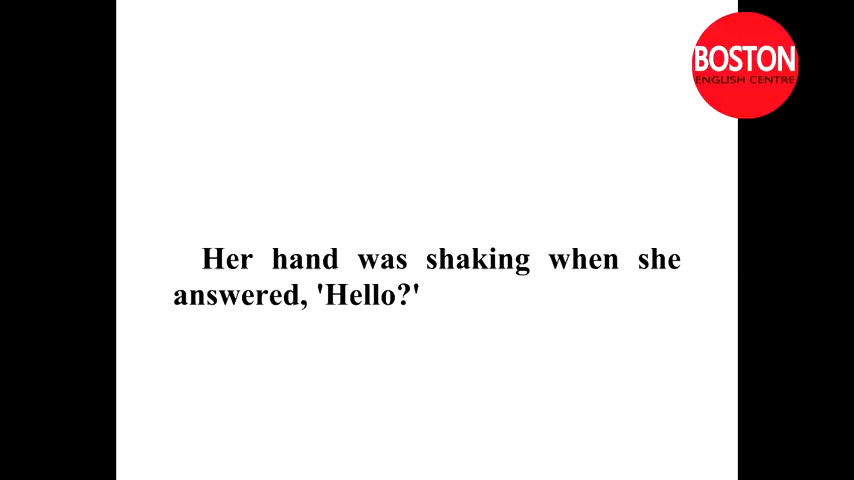 BOSTON
ENGLISH CENTRE
Her hand was shaking when she
answered, 'Hello?'